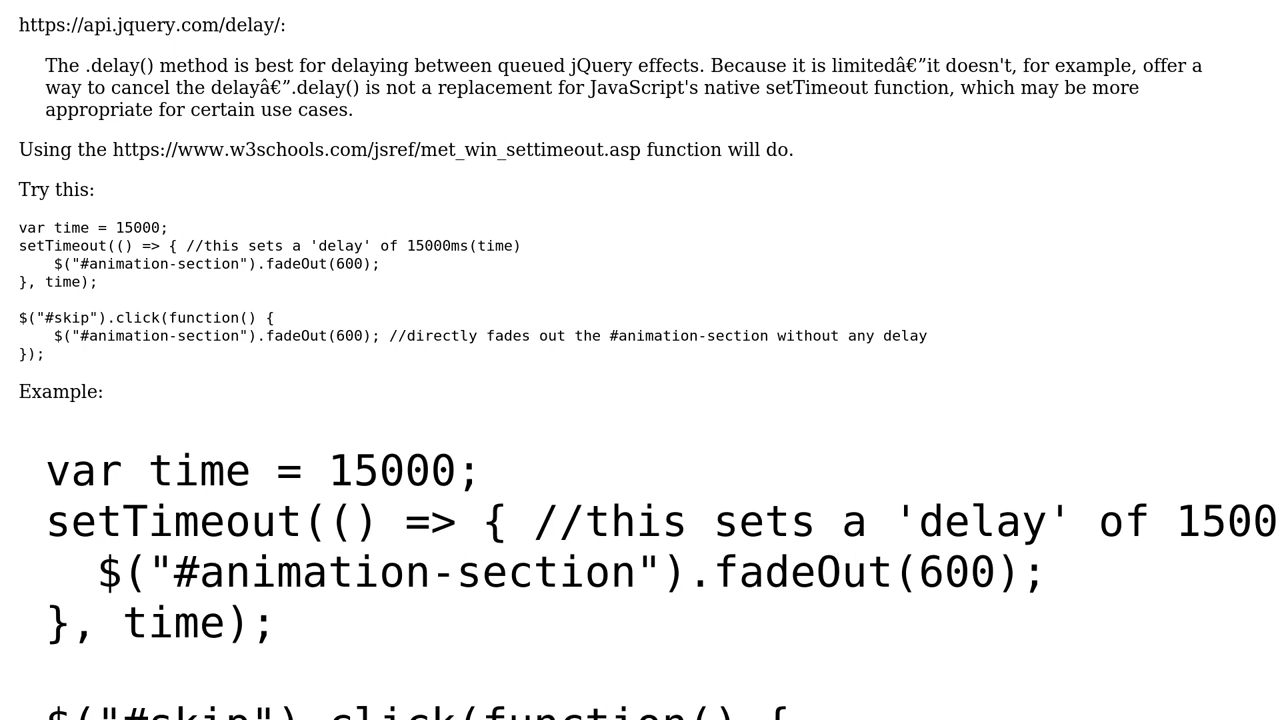 https://api.jquery.com/delay/:
The .delay() method is best for delaying between queued jQuery effects. Because it is limitedâ€”it doesn't, for example, offer a
way to cancel the delayâ€”.delay() is not a replacement for JavaScript's native setTimeout function, which may be more
appropriate for certain use cases.
Using the https://www.w3schools.com/jsref/met_win_settimeout.asp function will do.
Try this:
var time = 15000;
setTimeout(() => { //this sets a 'delay' of 15000ms(time)
    $("#animation-section").fadeOut(600);
}, time);

$("#skip").click(function() {
    $("#animation-section").fadeOut(600); //directly fades out the #animation-section without any delay
});
Example:
var time = 15000;
setTimeout(() => { //this sets a 'delay' of 1500
  $("#animation-section").fadeOut(600);
}, time);

$("#skip").click(function() {